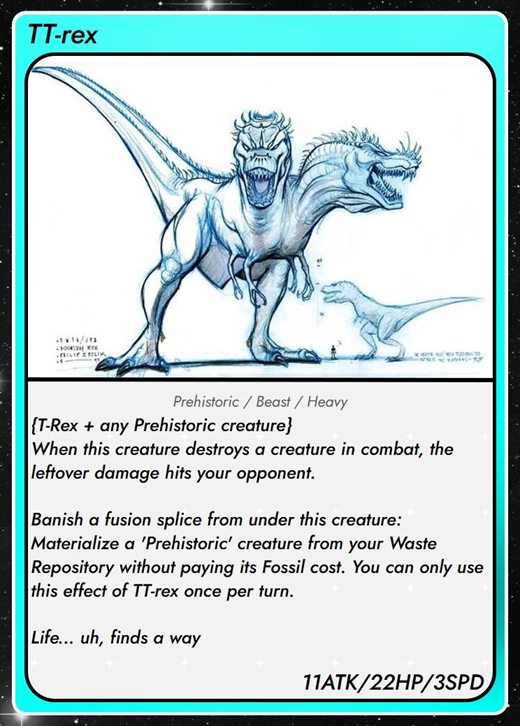 TT-rex
Prehistoric / Beast / Heavy
{T-Rex + any Prehistoric creature}
When this creature destroys a creature in combat, the
leftover damage hits your opponent.
Banish a fusion splice from under this creature:
Materialize a 'Prehistoric' creature from your Waste
Repository without paying its Fossil cost. You can only use
this effect of TT-rex once per turn.
Life... uh, finds a way
11ATK/22HP/3SPD